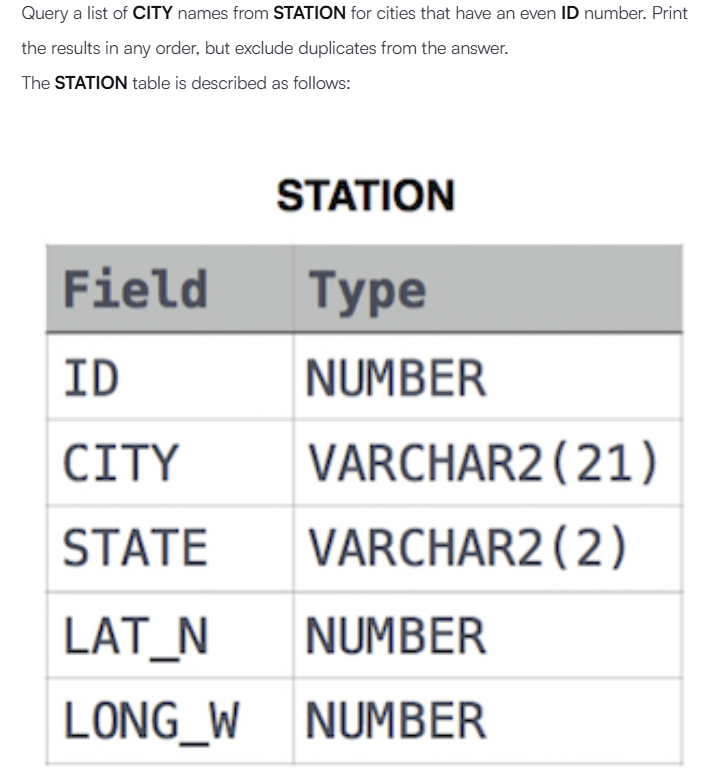 Query a list of CITY names from STATION for cities that have an even ID number. Print
the results in any order, but exclude duplicates from the answer.
The STATION table is described as follows:
STATION
Field Type
ID NUMBER
CITY VARCHAR2(21)
STATE VARCHAR2(2)
LAT_N NUMBER
LONG_W NUMBER